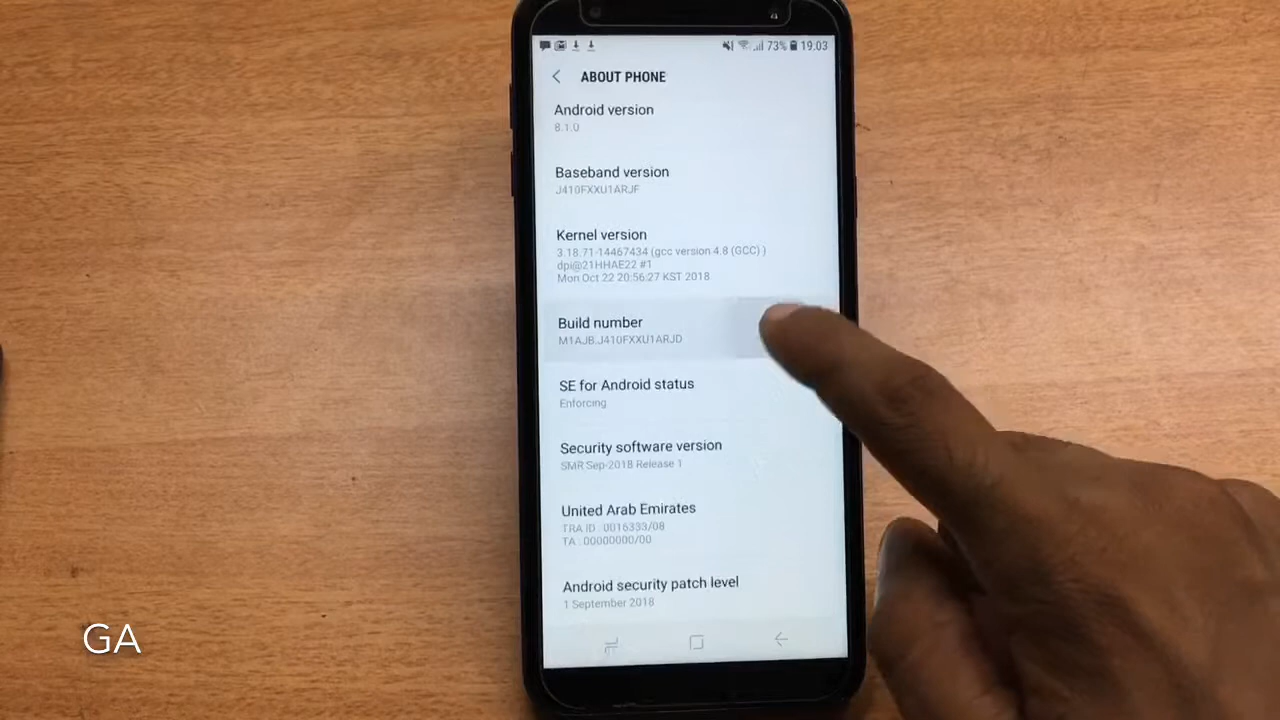 73% 19.03
ABOUT PHONE
Android version
8.1.0
Baseband version
J410FXXU1ARJF
Kernel version
3.18.71-14467434 (gcc version 4.8 (GCC) )
dpi@21HHAE22 #1
Mon Oct 22 20:56:27 KST 2018
Build number
M1AJB.J410FXXU1ARJD
SE for Android status
Enforcing
Security software version
SMR Sep-2018 Release 1
United Arab Emirates
TRA ID : 0016333/08
TA : 00000000/00
Android security patch level
1 September 2018
GA